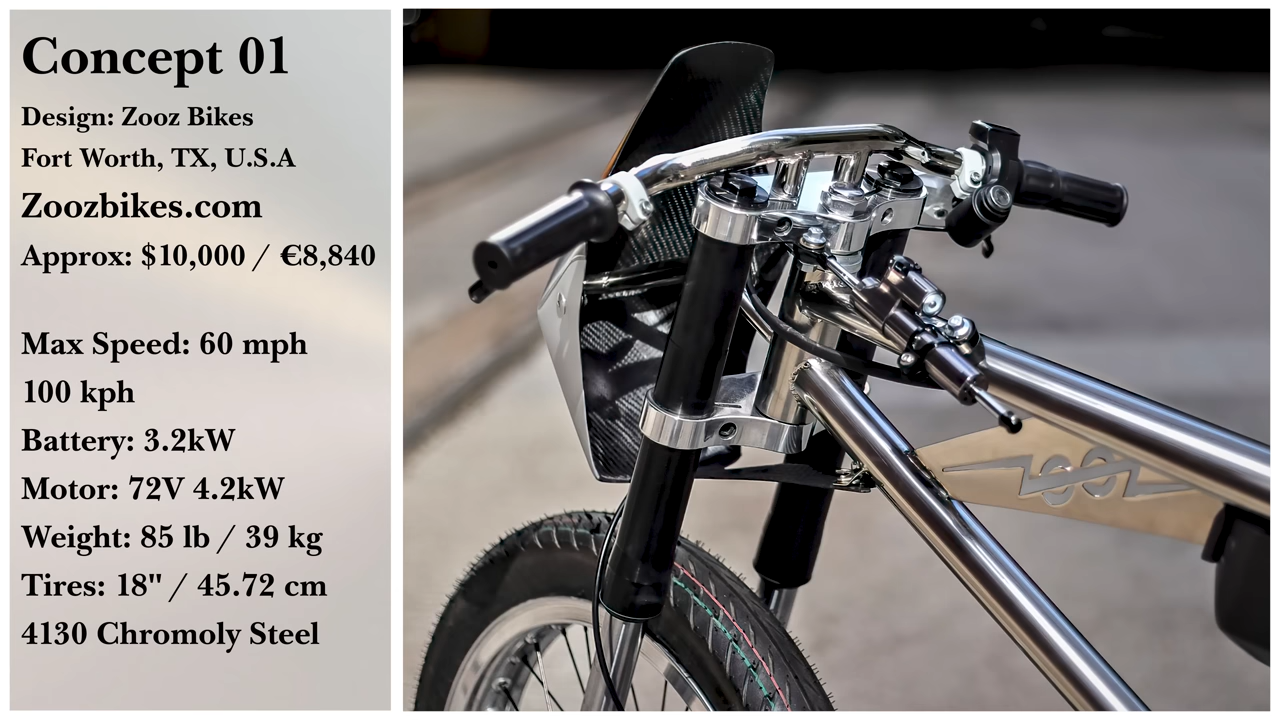 Concept 01
Design: Zooz Bikes
Fort Worth, TX, U.S.A
Zoozbikes.com
Approx: $10,000 / €8,840
Max Speed: 60 mph
100 kph
Battery: 3.2kW
Motor: 72V 4.2kW
Weight: 85 lb / 39 kg
Tires: 18" / 45.72 cm
4130 Chromoly Steel
ZOOZ